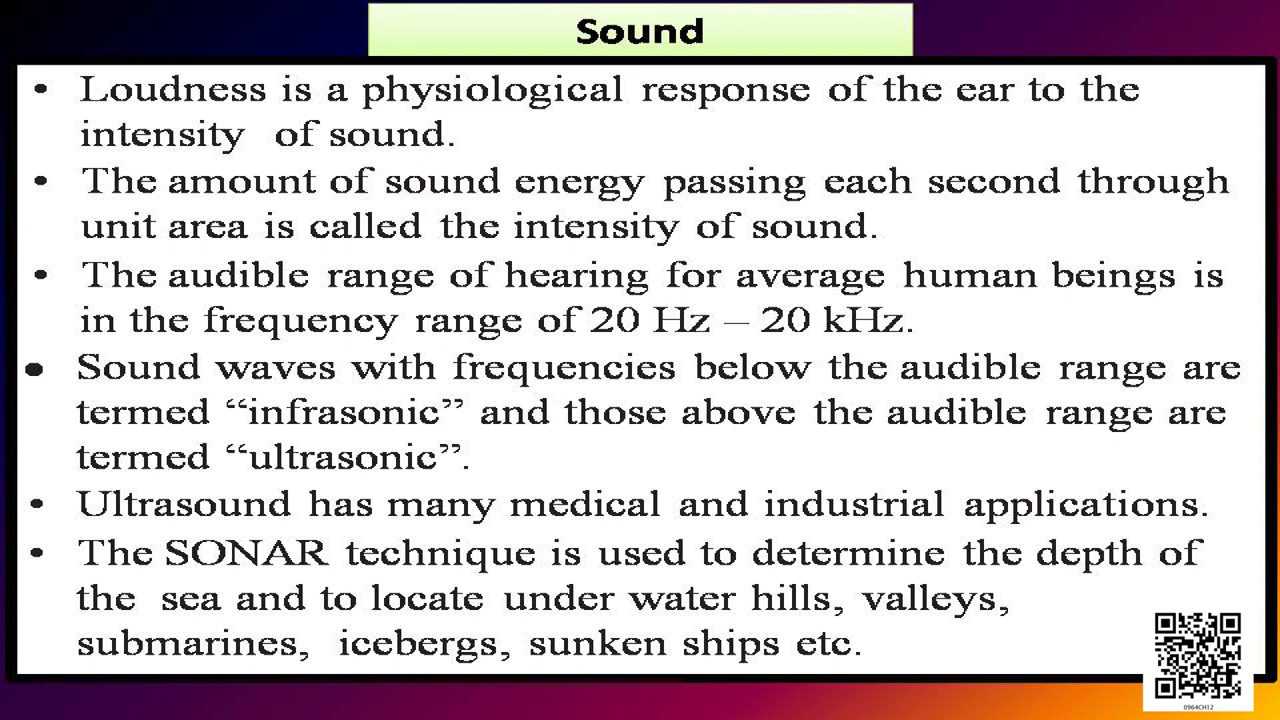 Sound
• Loudness is a physiological response of the ear to the
intensity of sound.
• The amount of sound energy passing each second through
unit area is called the intensity of sound.
• The audible range of hearing for average human beings is
in the frequency range of 20 Hz – 20 kHz.
• Sound waves with frequencies below the audible range are
termed “infrasonic” and those above the audible range are
termed “ultrasonic”.
• Ultrasound has many medical and industrial applications.
• The SONAR technique is used to determine the depth of
the sea and to locate under water hills, valleys,
submarines, icebergs, sunken ships etc.
0964CH12